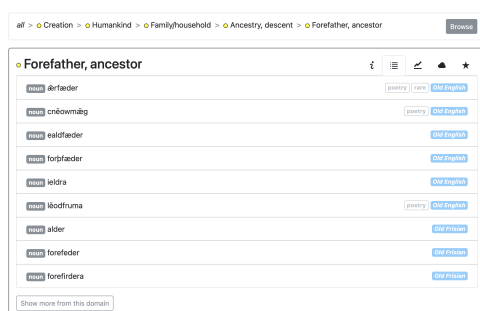 all > Creation > Humankind > Family/household > Ancestry, descent > Forefather, ancestor Browse
Forefather, ancestor
noun ǣrfæder poetry rare Old English
noun cnēowmǣg poetry Old English
noun ealdfæder Old English
noun forþfæder Old English
noun ieldra Old English
noun lēodfruma poetry Old English
noun alder Old Frisian
noun forefeder Old Frisian
noun forefirdera Old Frisian
Show more from this domain